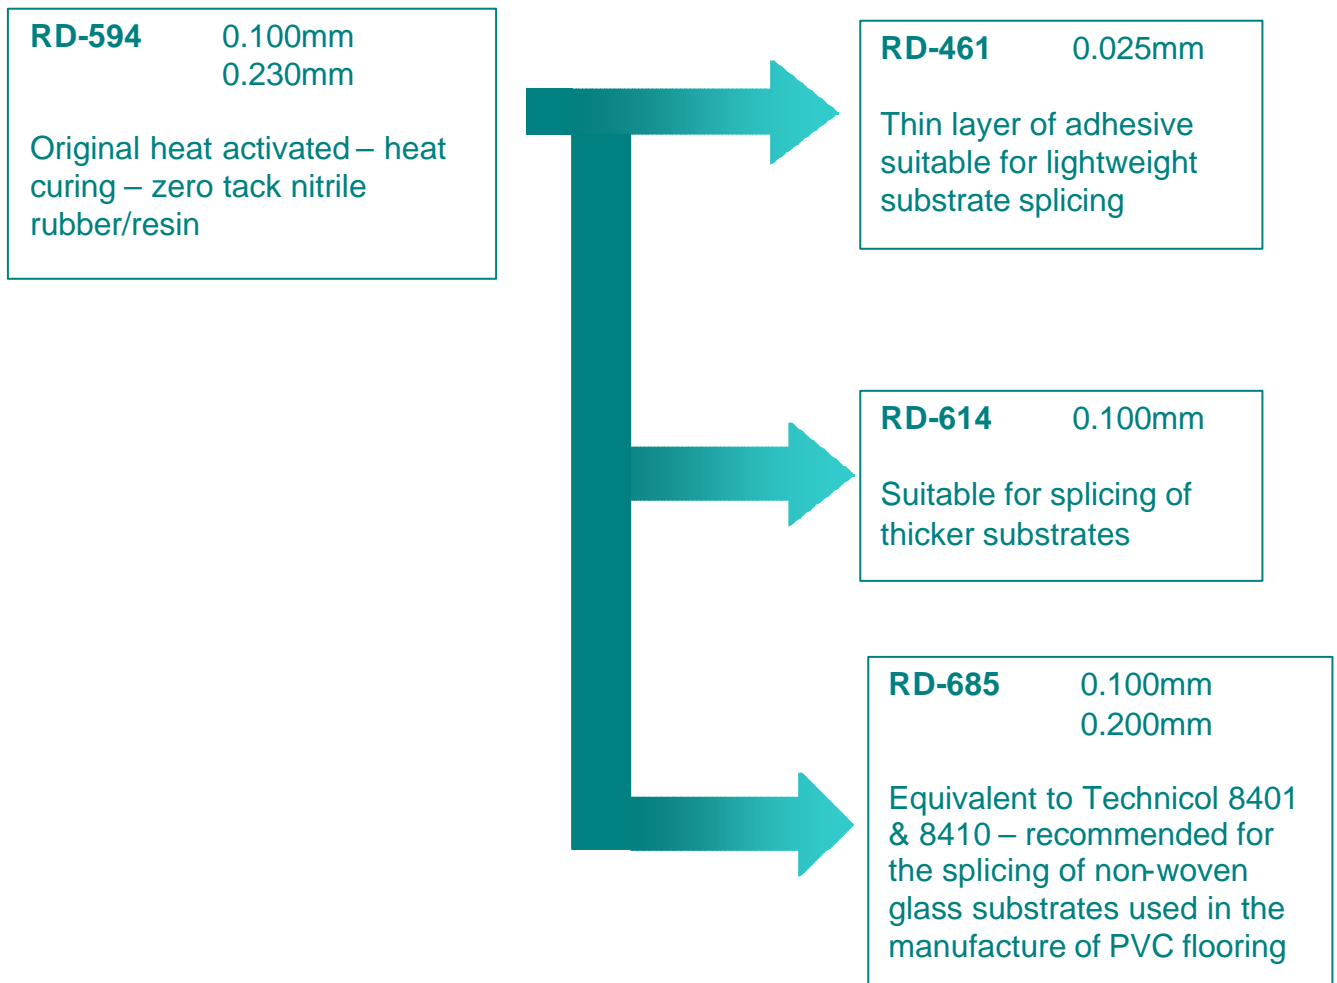 RD-594 0.100mm
0.230mm
Original heat activated – heat
curing – zero tack nitrile
rubber/resin
RD-461 0.025mm
Thin layer of adhesive
suitable for lightweight
substrate splicing
RD-614 0.100mm
Suitable for splicing of
thicker substrates
RD-685 0.100mm
0.200mm
Equivalent to Technicol 8401
& 8410 – recommended for
the splicing of non-woven
glass substrates used in the
manufacture of PVC flooring